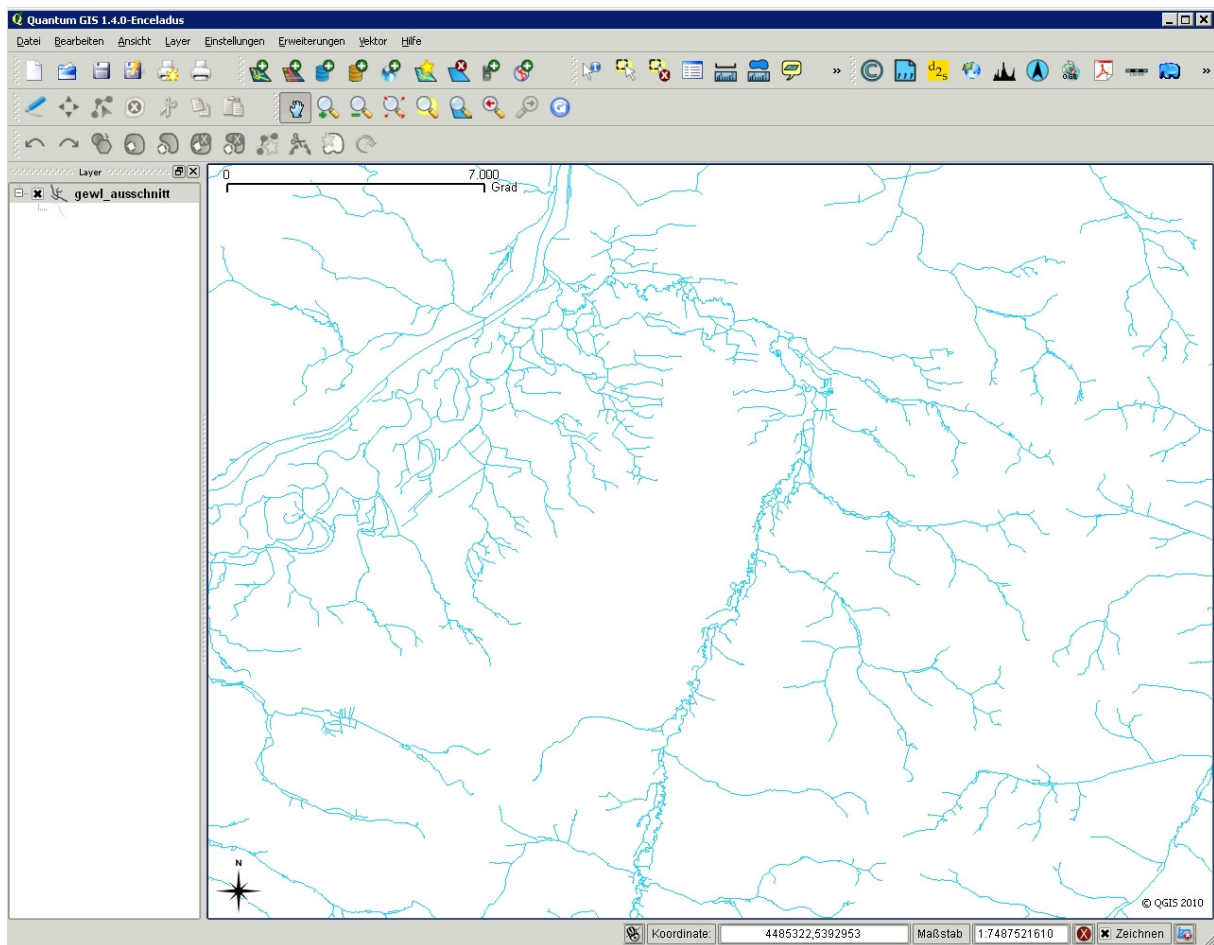 Quantum GIS 1.4.0-Enceladus
Datei Bearbeiten Ansicht Layer Einstellungen Erweiterungen Vektor Hilfe
Layer
gewl_ausschnitt
0 7.000
Grad
N
© QGIS 2010
Koordinate: 4485322,5392953 Maßstab 1:7487521610 Zeichnen